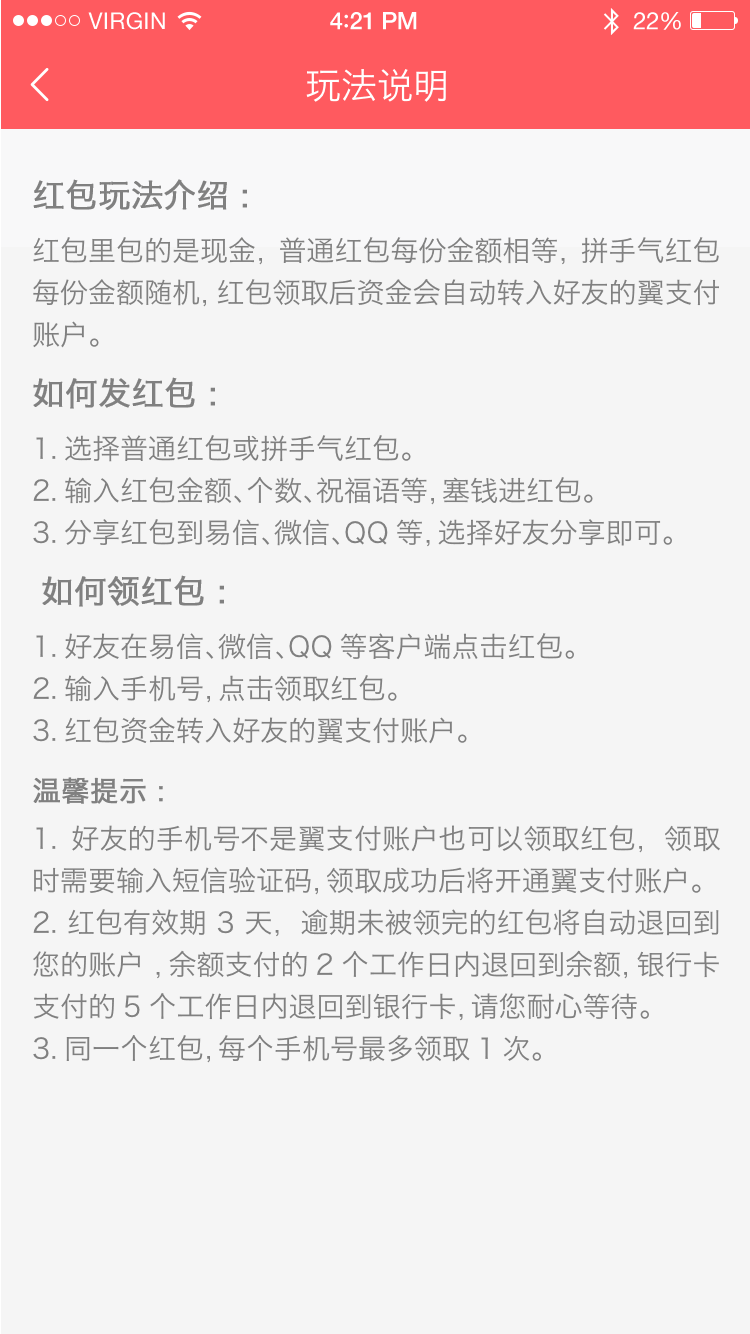 VIRGIN 4:21 PM 22%
玩法说明
红包玩法介绍：
红包里包的是现金，普通红包每份金额相等，拼手气红包
每份金额随机，红包领取后资金会自动转入好友的翼支付
账户。
如何发红包：
1. 选择普通红包或拼手气红包。
2. 输入红包金额、个数、祝福语等，塞钱进红包。
3. 分享红包到易信、微信、QQ 等，选择好友分享即可。
如何领红包：
1. 好友在易信、微信、QQ 等客户端点击红包。
2. 输入手机号，点击领取红包。
3. 红包资金转入好友的翼支付账户。
温馨提示：
1. 好友的手机号不是翼支付账户也可以领取红包，领取
时需要输入短信验证码，领取成功后将开通翼支付账户。
2. 红包有效期 3 天，逾期未被领完的红包将自动退回到
您的账户 ，余额支付的 2 个工作日内退回到余额，银行卡
支付的 5 个工作日内退回到银行卡，请您耐心等待。
3. 同一个红包，每个手机号最多领取 1 次。